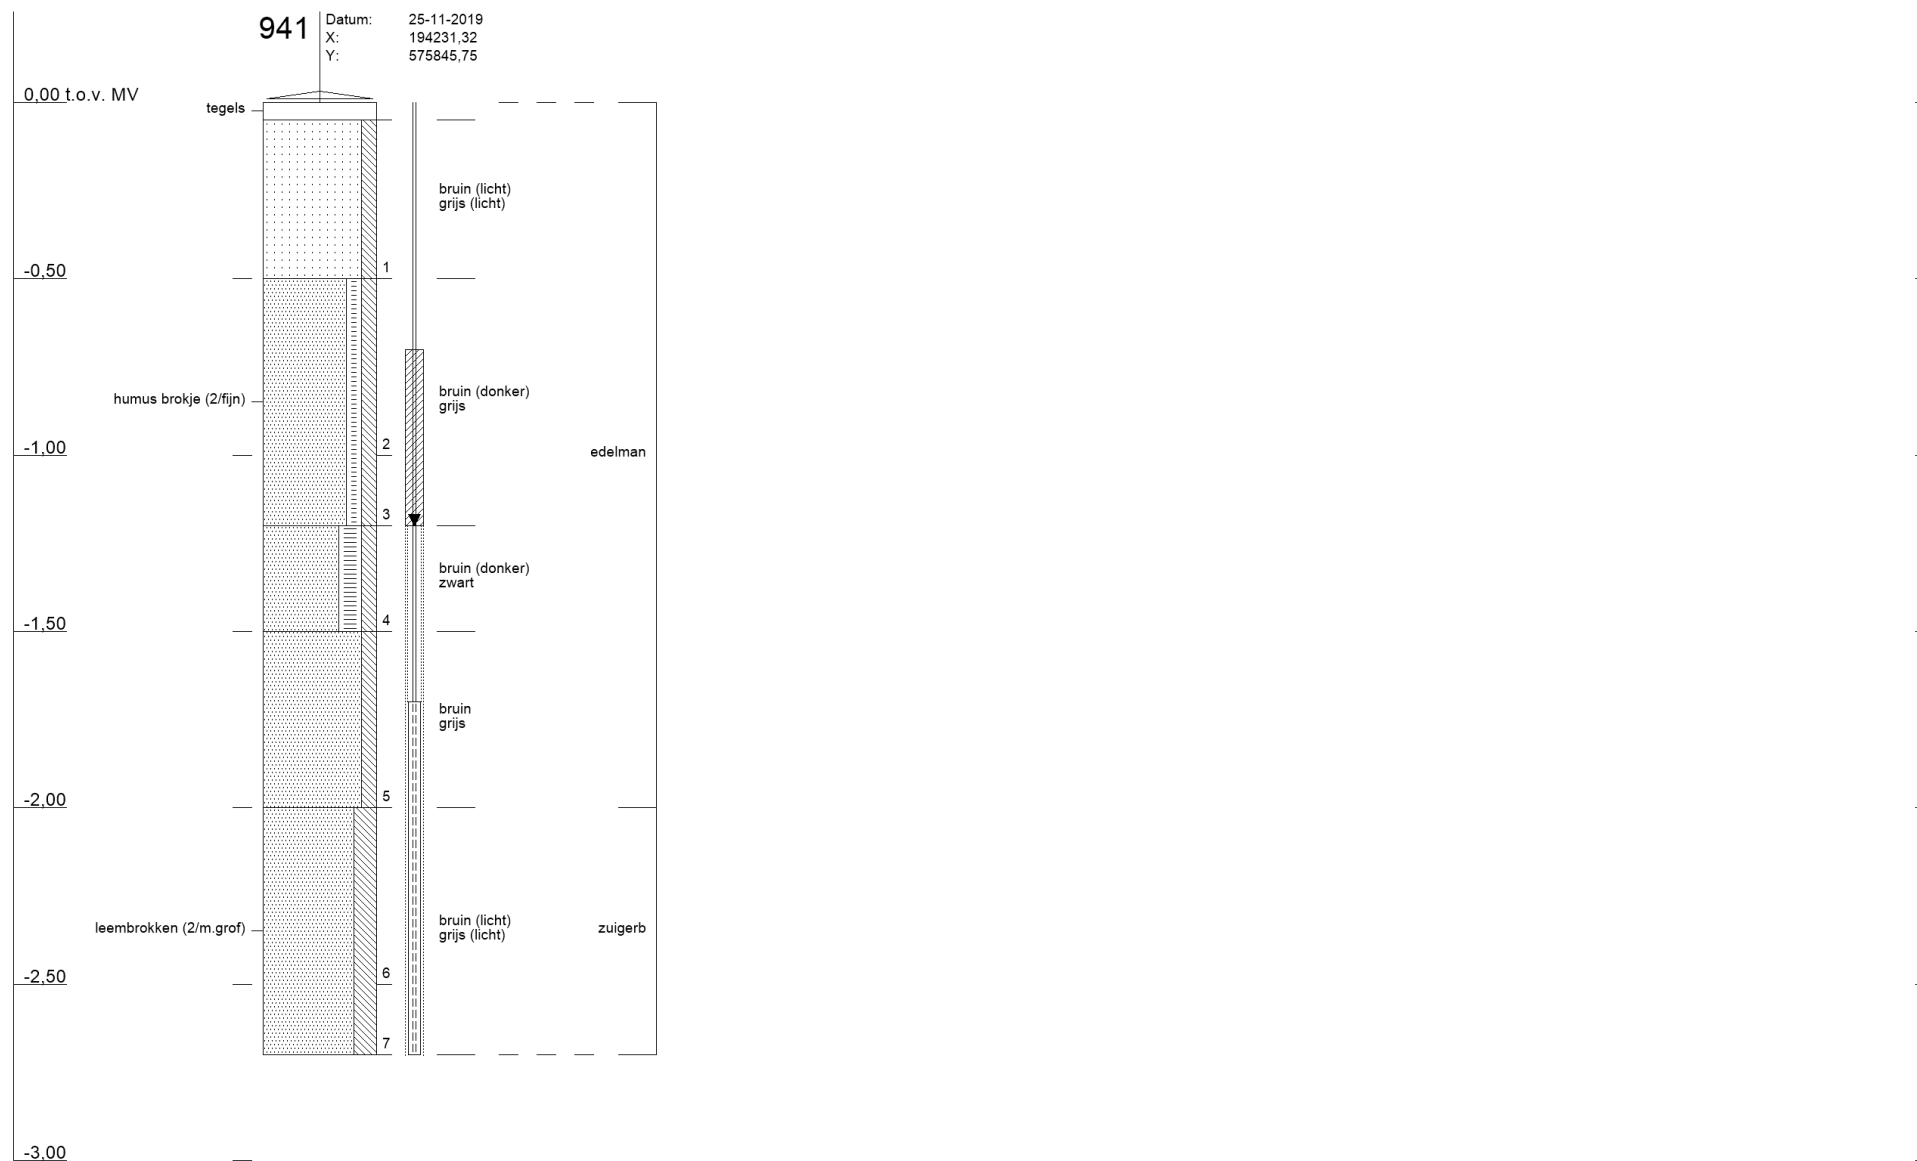 941
Datum: 25-11-2019
X: 194231,32
Y: 575845,75
0,00 t.o.v. MV
tegels
bruin (licht)
grijs (licht)
1
-0,50
bruin (donker)
grijs
humus brokje (2/fijn)
2
-1,00
edelman
3
bruin (donker)
zwart
4
-1,50
bruin
grijs
5
-2,00
bruin (licht)
grijs (licht)
leembrokken (2/m.grof)
zuigerb
6
-2,50
7
-3,00